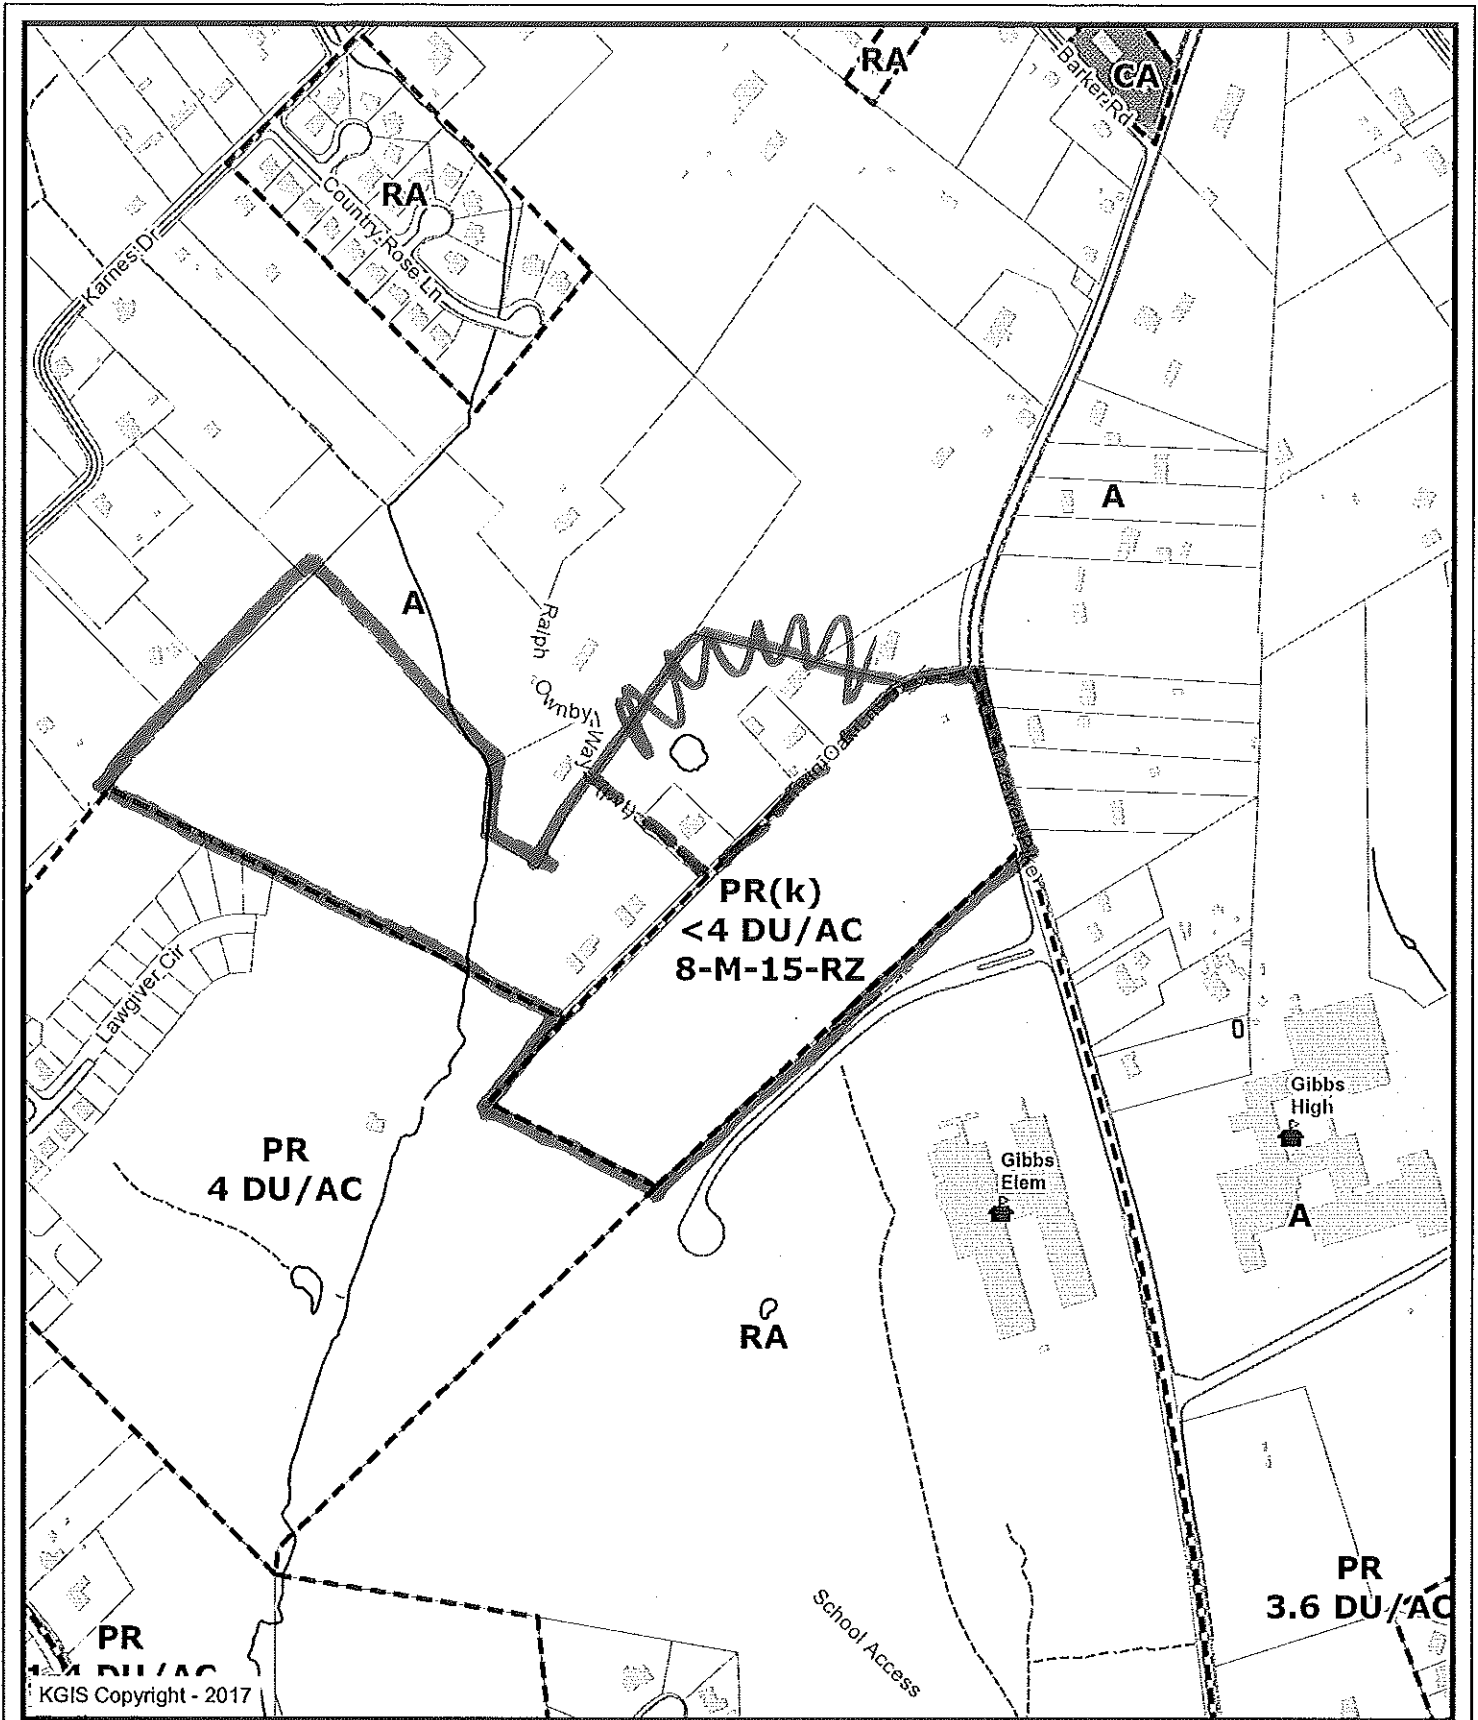 RA
CA
Barker Rd
RA
Country Rose Ln
Karnes Dr
A
A
Ralph
Ownby
Way
(pvt)
PR(k)
<4 DU/AC
8-M-15-RZ
Lawgiver Cir
0
Gibbs
High
Gibbs
Elem
A
PR
4 DU/AC
RA
School Access
PR
3.6 DU/AC
PR
KGIS Copyright - 2017